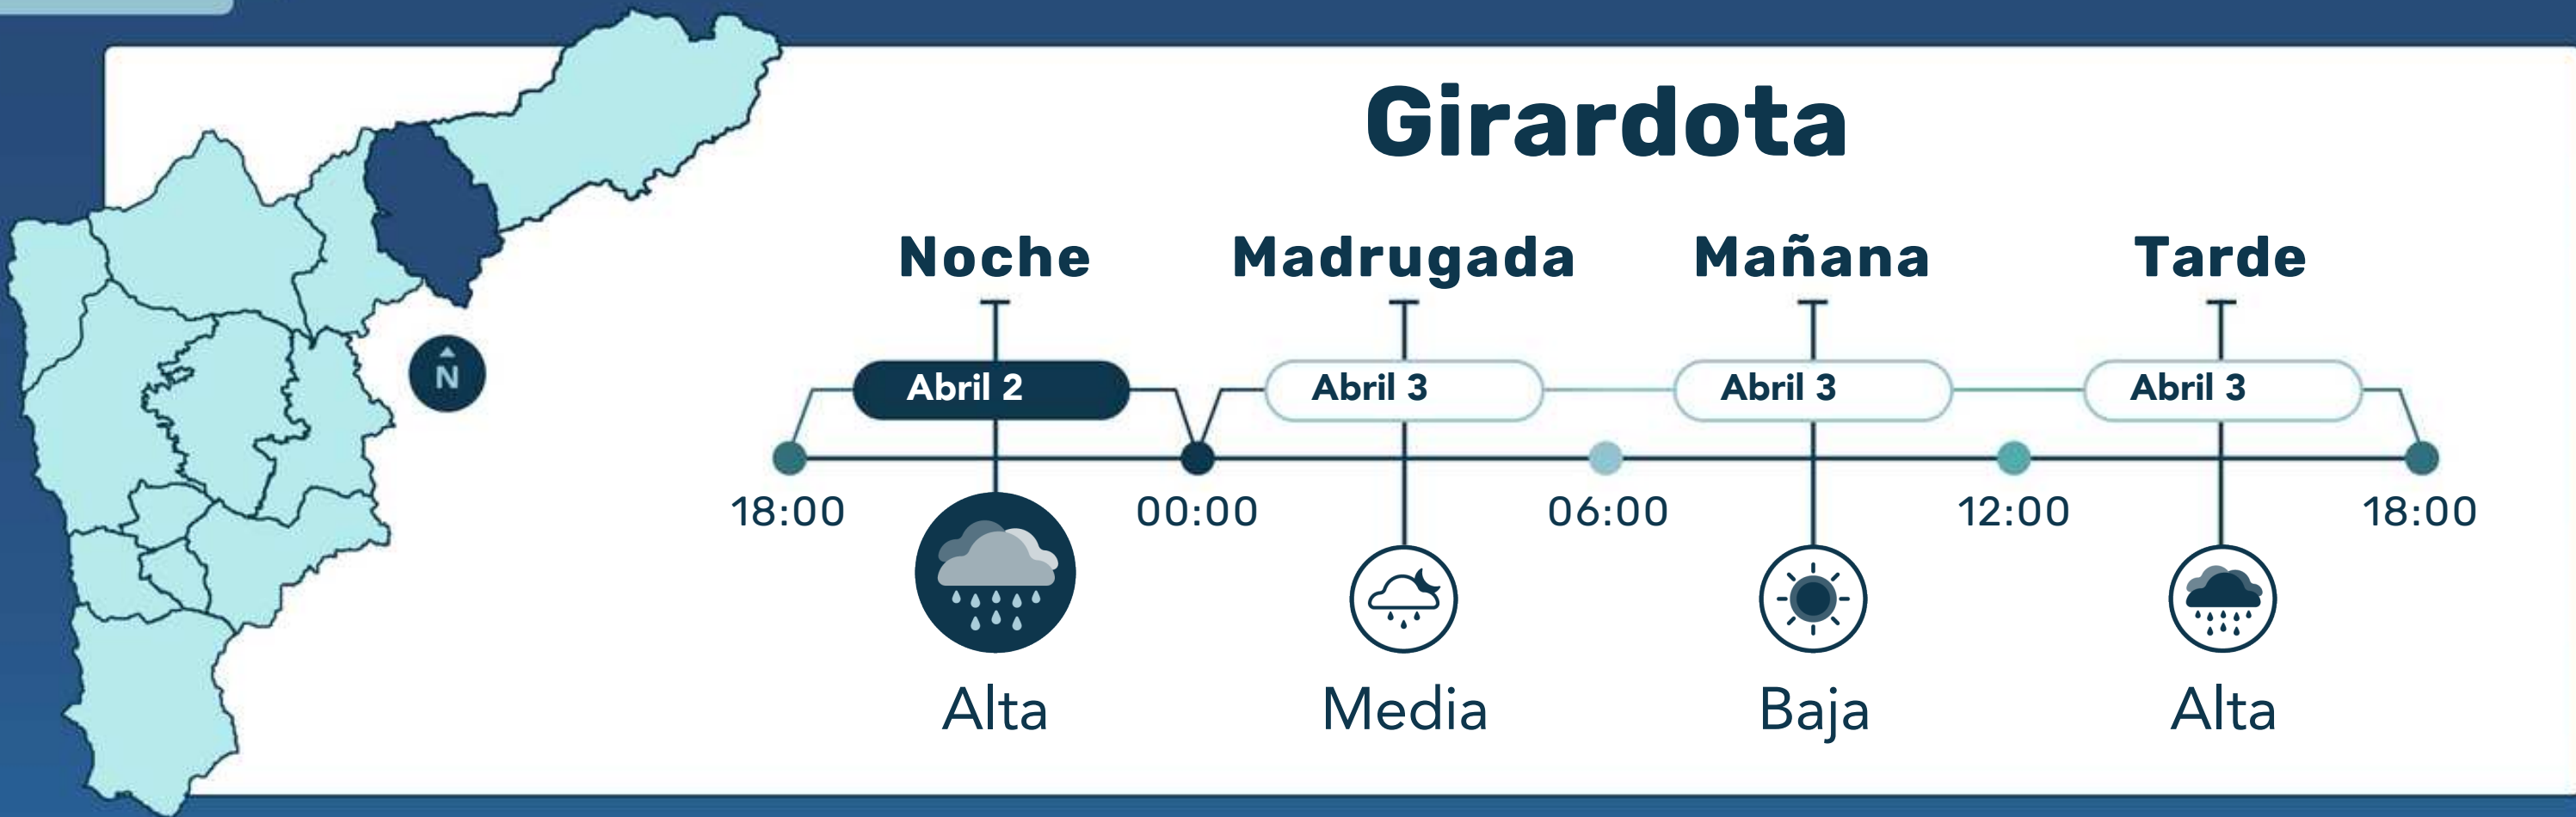 Girardota
Noche Madrugada Mañana Tarde
Abril 2 Abril 3 Abril 3 Abril 3
N
18:00 00:00 06:00 12:00 18:00
Alta Media Baja Alta